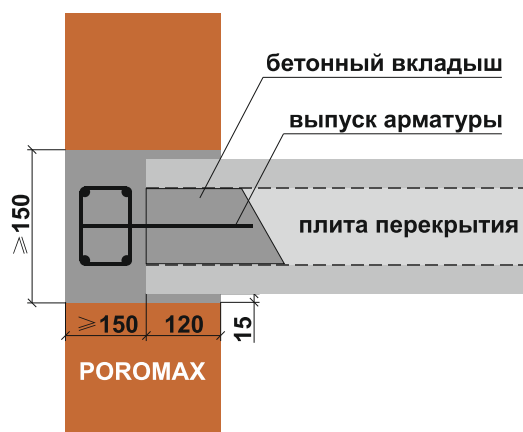 бетонный вкладыш
выпуск арматуры
плита перекрытия
⩾150
⩾150
120
15
POROMAX